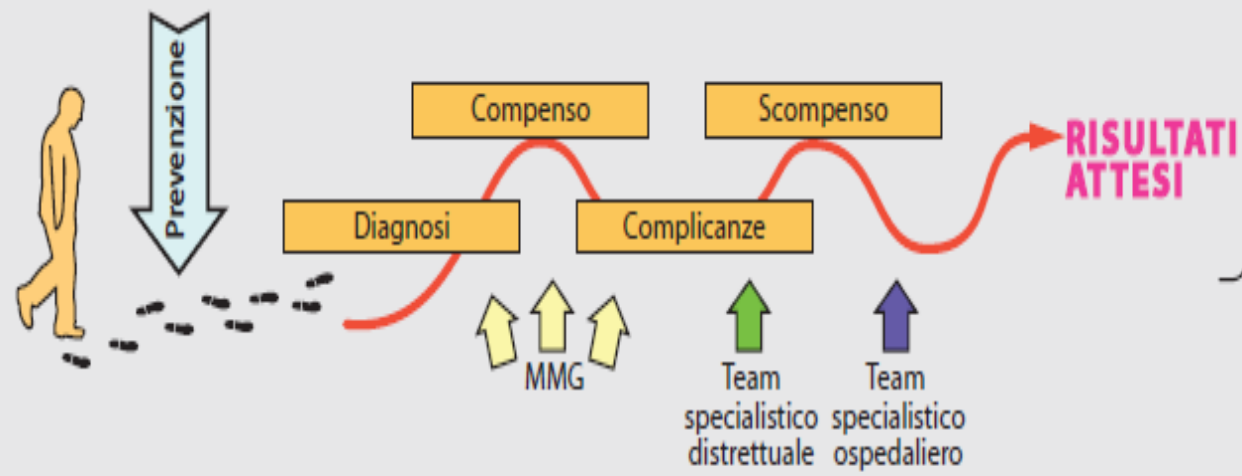 Prevenzione
Compenso
Scompenso
RISULTATI
ATTESI
Diagnosi
Complicanze
MMG
Team
specialistico
distrettuale
Team
specialistico
ospedaliero